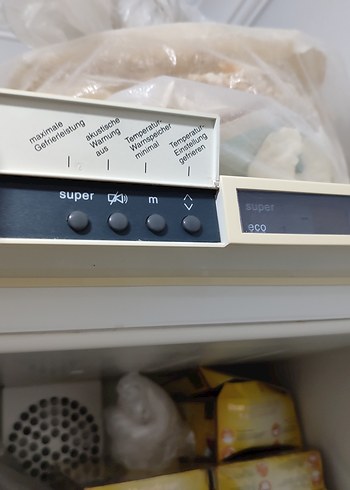 maximale
Gefrierleistung
akustische
Warnung
aus
Temperatur-
Warnspeicher
minimal
Temperatur-
Einstellung
gefrieren
super
m
super
eco